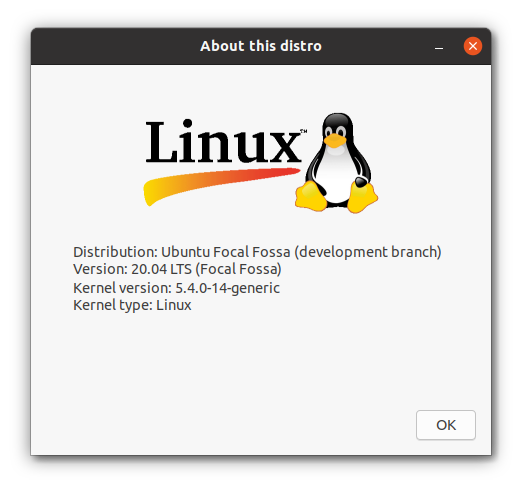 About this distro
Linux™
Distribution: Ubuntu Focal Fossa (development branch)
Version: 20.04 LTS (Focal Fossa)
Kernel version: 5.4.0-14-generic
Kernel type: Linux
OK